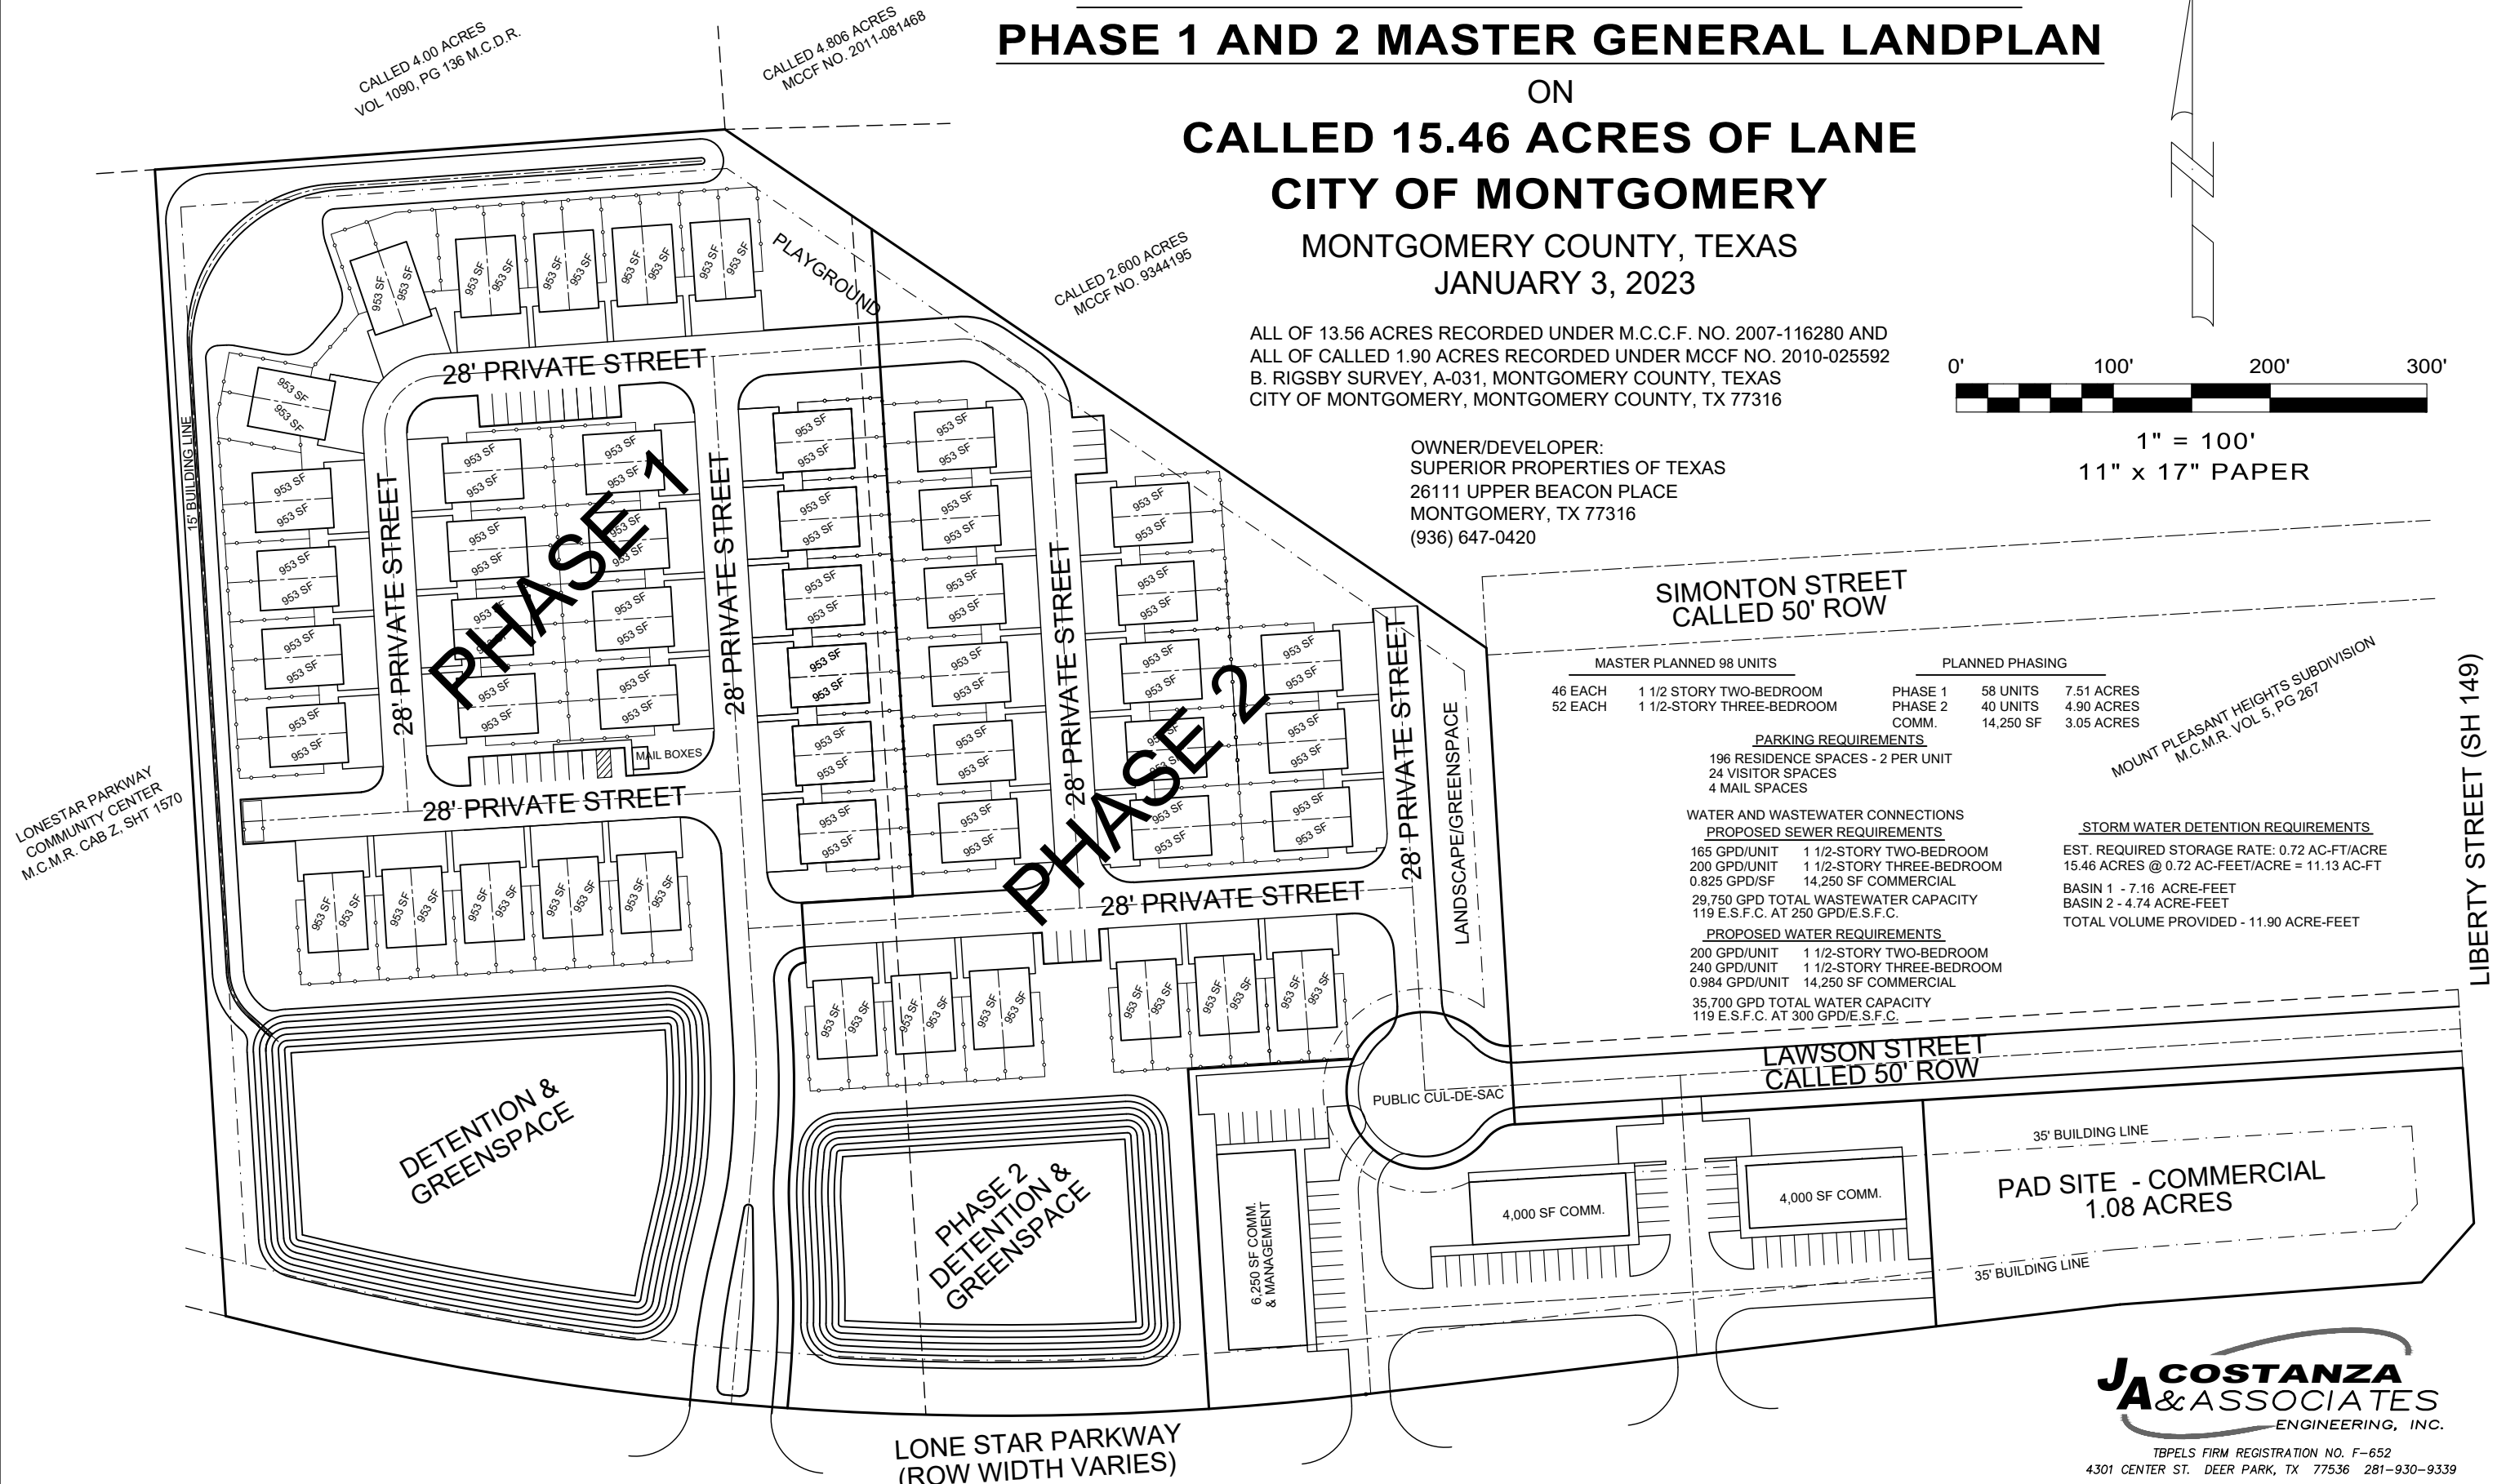 PHASE 1 AND 2 MASTER GENERAL LANDPLAN
ON
CALLED 15.46 ACRES OF LANE
CITY OF MONTGOMERY
MONTGOMERY COUNTY, TEXAS
JANUARY 3, 2023
ALL OF 13.56 ACRES RECORDED UNDER M.C.C.F. NO. 2007-116280 AND
ALL OF CALLED 1.90 ACRES RECORDED UNDER MCCF NO. 2010-025592
B. RIGSBY SURVEY, A-031, MONTGOMERY COUNTY, TEXAS
CITY OF MONTGOMERY, MONTGOMERY COUNTY, TX 77316
OWNER/DEVELOPER:
SUPERIOR PROPERTIES OF TEXAS
26111 UPPER BEACON PLACE
MONTGOMERY, TX 77316
(936) 647-0420
0' 100' 200' 300'
1" = 100'
11" x 17" PAPER
N
CALLED 4.00 ACRES
VOL 1090, PG 136 M.C.D.R.
CALLED 4.806 ACRES
MCCF NO. 2011-081468
CALLED 2.600 ACRES
MCCF NO. 9344195
PLAYGROUND
15' BUILDING LINE
28' PRIVATE STREET
28' PRIVATE STREET
28' PRIVATE STREET
28' PRIVATE STREET
28' PRIVATE STREET
28' PRIVATE STREET
28' PRIVATE STREET
953 SF
953 SF
PHASE 1
PHASE 2
MAIL BOXES
LONESTAR PARKWAY
COMMUNITY CENTER
M.C.M.R. CAB Z, SHT 1570
LANDSCAPE/GREENSPACE
SIMONTON STREET
CALLED 50' ROW
MASTER PLANNED 98 UNITS
46 EACH 1 1/2 STORY TWO-BEDROOM
52 EACH 1 1/2-STORY THREE-BEDROOM
PLANNED PHASING
PHASE 1 58 UNITS 7.51 ACRES
PHASE 2 40 UNITS 4.90 ACRES
COMM. 14,250 SF 3.05 ACRES
PARKING REQUIREMENTS
196 RESIDENCE SPACES - 2 PER UNIT
24 VISITOR SPACES
4 MAIL SPACES
WATER AND WASTEWATER CONNECTIONS
PROPOSED SEWER REQUIREMENTS
165 GPD/UNIT 1 1/2-STORY TWO-BEDROOM
200 GPD/UNIT 1 1/2-STORY THREE-BEDROOM
0.825 GPD/SF 14,250 SF COMMERCIAL
29,750 GPD TOTAL WASTEWATER CAPACITY
119 E.S.F.C. AT 250 GPD/E.S.F.C.
PROPOSED WATER REQUIREMENTS
200 GPD/UNIT 1 1/2-STORY TWO-BEDROOM
240 GPD/UNIT 1 1/2-STORY THREE-BEDROOM
0.984 GPD/UNIT 14,250 SF COMMERCIAL
35,700 GPD TOTAL WATER CAPACITY
119 E.S.F.C. AT 300 GPD/E.S.F.C.
STORM WATER DETENTION REQUIREMENTS
EST. REQUIRED STORAGE RATE: 0.72 AC-FT/ACRE
15.46 ACRES @ 0.72 AC-FEET/ACRE = 11.13 AC-FT
BASIN 1 - 7.16 ACRE-FEET
BASIN 2 - 4.74 ACRE-FEET
TOTAL VOLUME PROVIDED - 11.90 ACRE-FEET
MOUNT PLEASANT HEIGHTS SUBDIVISION
M.C.M.R. VOL 5, PG 267
LIBERTY STREET (SH 149)
LAWSON STREET
CALLED 50' ROW
PUBLIC CUL-DE-SAC
DETENTION &
GREENSPACE
PHASE 2
DETENTION &
GREENSPACE
6,250 SF COMM.
& MANAGEMENT
4,000 SF COMM.
4,000 SF COMM.
35' BUILDING LINE
PAD SITE - COMMERCIAL
1.08 ACRES
35' BUILDING LINE
LONE STAR PARKWAY
(ROW WIDTH VARIES)
JA COSTANZA
& ASSOCIATES
ENGINEERING, INC.
TBPELS FIRM REGISTRATION NO. F-652
4301 CENTER ST. DEER PARK, TX 77536 281-930-9339